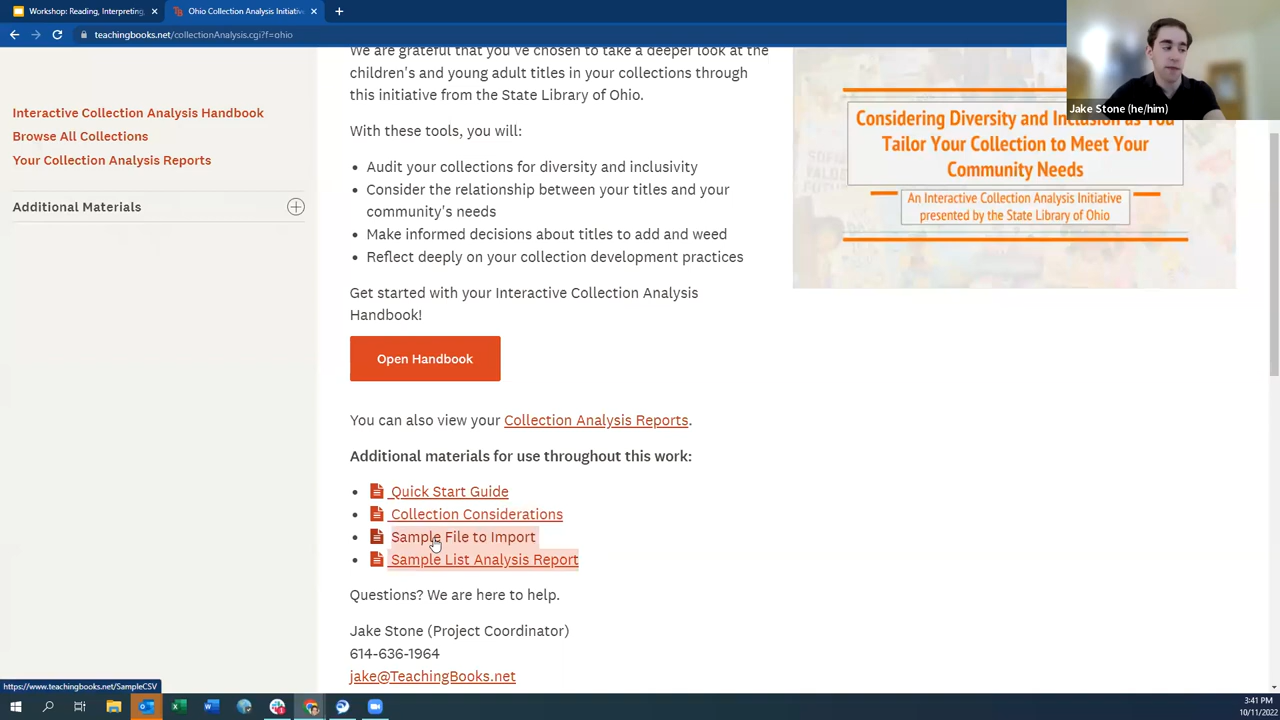 Workshop: Reading, Interpreting,
Ohio Collection Analysis Initiativ
teachingbooks.net/collectionAnalysis.cgi?f=ohio
Jake Stone (he/him)
Interactive Collection Analysis Handbook
Browse All Collections
Your Collection Analysis Reports
Additional Materials
We are grateful that you've chosen to take a deeper look at the
children's and young adult titles in your collections through
this initiative from the State Library of Ohio.
With these tools, you will:
• Audit your collections for diversity and inclusivity
• Consider the relationship between your titles and your
community's needs
• Make informed decisions about titles to add and weed
• Reflect deeply on your collection development practices
Get started with your Interactive Collection Analysis
Handbook!
Open Handbook
You can also view your Collection Analysis Reports.
Additional materials for use throughout this work:
• Quick Start Guide
• Collection Considerations
• Sample File to Import
• Sample List Analysis Report
Questions? We are here to help.
Jake Stone (Project Coordinator)
614-636-1964
jake@TeachingBooks.net
Considering Diversity and Inclusion as You
Tailor Your Collection to Meet Your
Community Needs
An Interactive Collection Analysis Initiative
presented by the State Library of Ohio
https://www.teachingbooks.net/SampleCSV
3:41 PM
10/11/2022